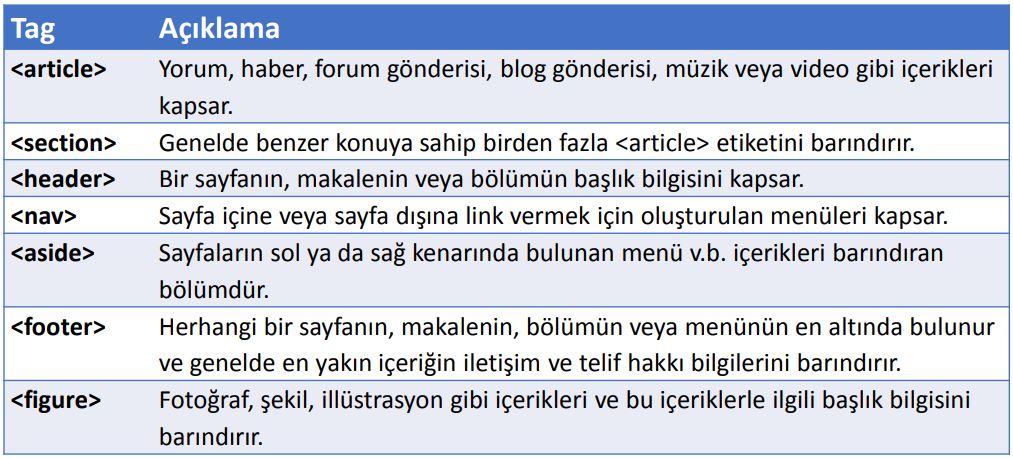 Tag Açıklama
<article> Yorum, haber, forum gönderisi, blog gönderisi, müzik veya video gibi içerikleri
kapsar.
<section> Genelde benzer konuya sahip birden fazla <article> etiketini barındırır.
<header> Bir sayfanın, makalenin veya bölümün başlık bilgisini kapsar.
<nav> Sayfa içine veya sayfa dışına link vermek için oluşturulan menüleri kapsar.
<aside> Sayfaların sol ya da sağ kenarında bulunan menü v.b. içerikleri barındıran
bölümdür.
<footer> Herhangi bir sayfanın, makalenin, bölümün veya menünün en altında bulunur
ve genelde en yakın içeriğin iletişim ve telif hakkı bilgilerini barındırır.
<figure> Fotoğraf, şekil, illüstrasyon gibi içerikleri ve bu içeriklerle ilgili başlık bilgisini
barındırır.